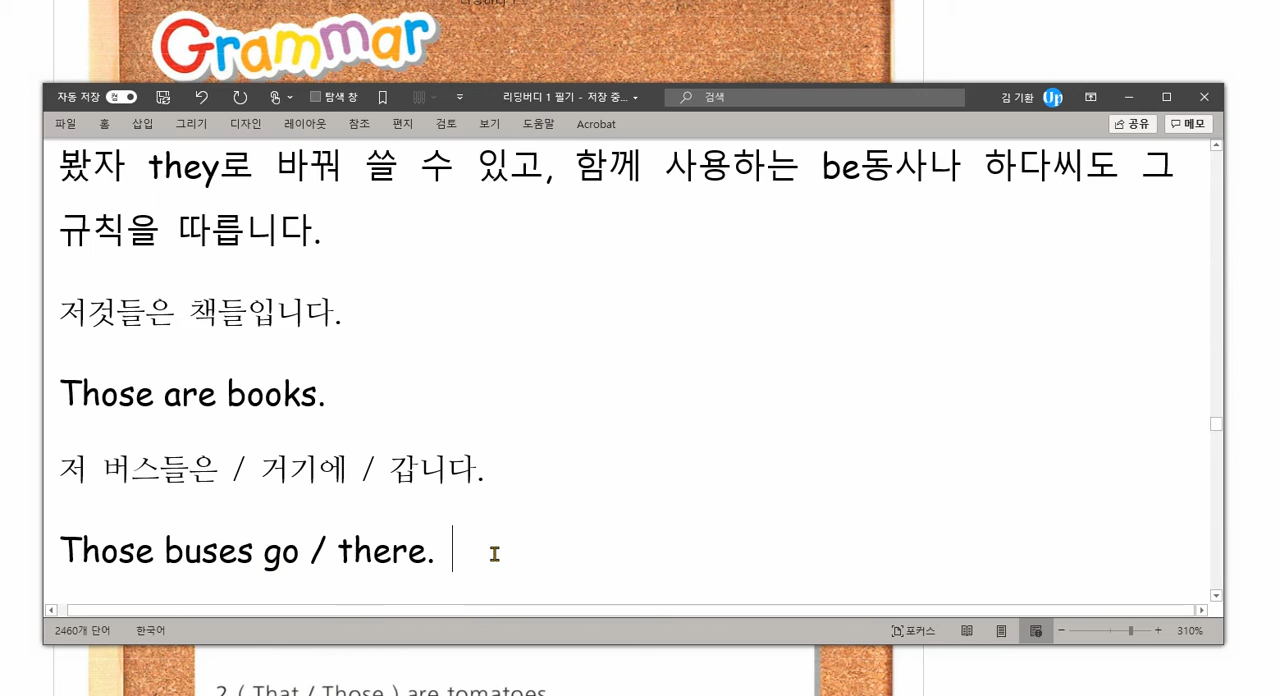 Grammar
자동 저장 컴 탐색 창 리딩버디 1 필기 - 저장 중... 검색 김 기환 Up
파일 홈 삽입 그리기 디자인 레이아웃 참조 편지 검토 보기 도움말 Acrobat 공유 메모
봤자 they로 바꿔 쓸 수 있고, 함께 사용하는 be동사나 하다씨도 그
규칙을 따릅니다.
저것들은 책들입니다.
Those are books.
저 버스들은 / 거기에 / 갑니다.
Those buses go / there.
2460개 단어 한국어 포커스 310%
2 ( That / Those ) are tomatoes